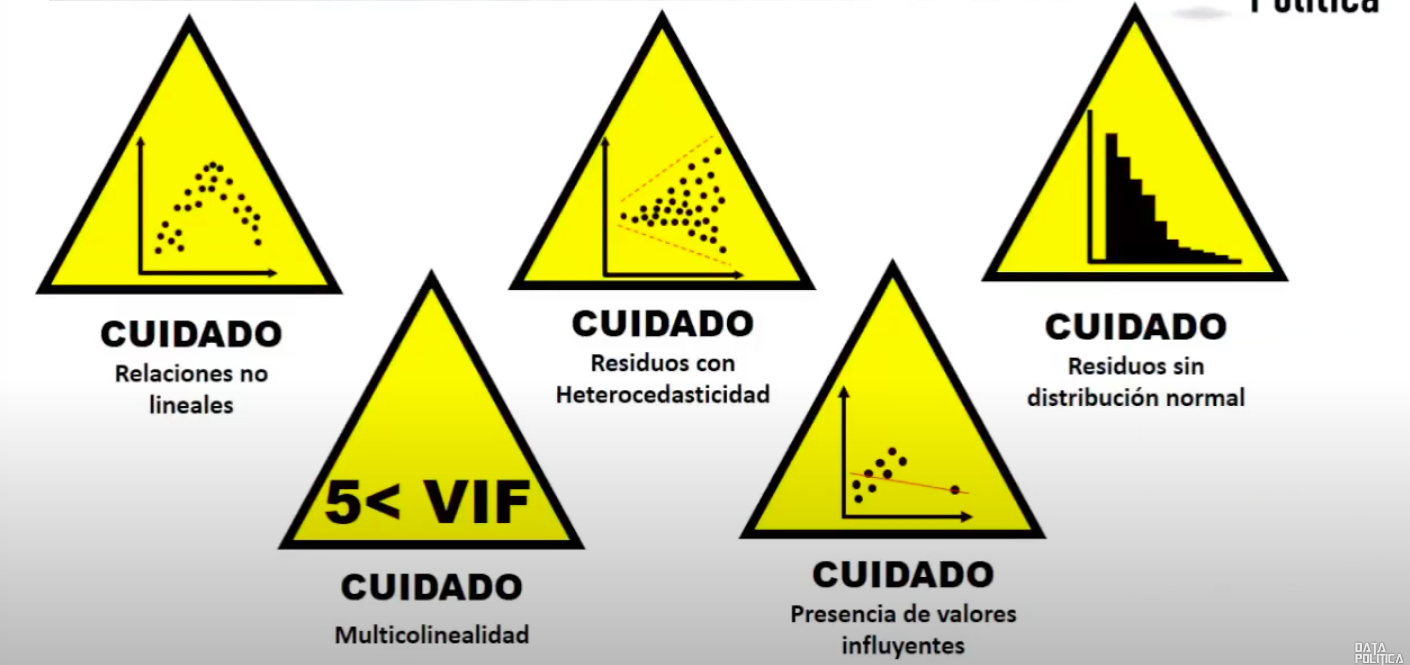 Política
CUIDADO
Relaciones no
lineales
CUIDADO
Residuos con
Heterocedasticidad
CUIDADO
Residuos sin
distribución normal
5< VIF
CUIDADO
Multicolinealidad
CUIDADO
Presencia de valores
influyentes
DATA
POLÍTICA